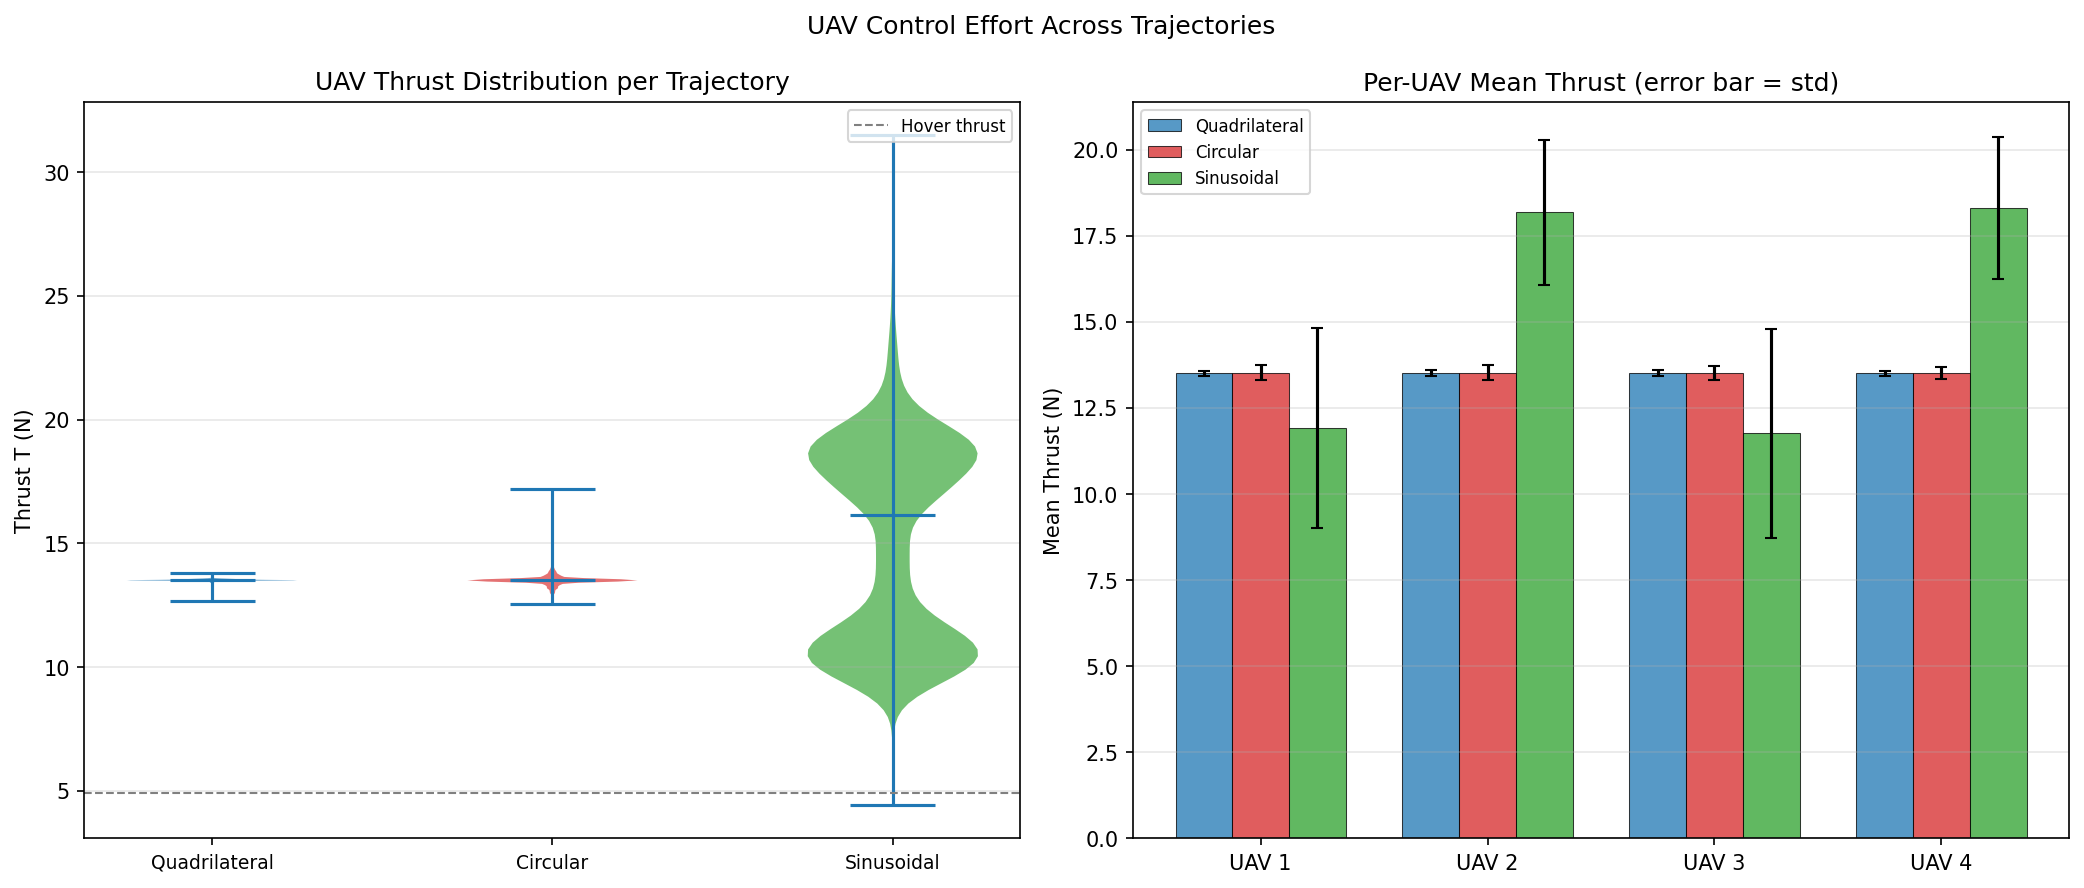 UAV Control Effort Across Trajectories
UAV Thrust Distribution per Trajectory
Hover thrust
Thrust T (N)
30
25
20
15
10
5
Quadrilateral
Circular
Sinusoidal
Per-UAV Mean Thrust (error bar = std)
Quadrilateral
Circular
Sinusoidal
Mean Thrust (N)
20.0
17.5
15.0
12.5
10.0
7.5
5.0
2.5
0.0
UAV 1
UAV 2
UAV 3
UAV 4